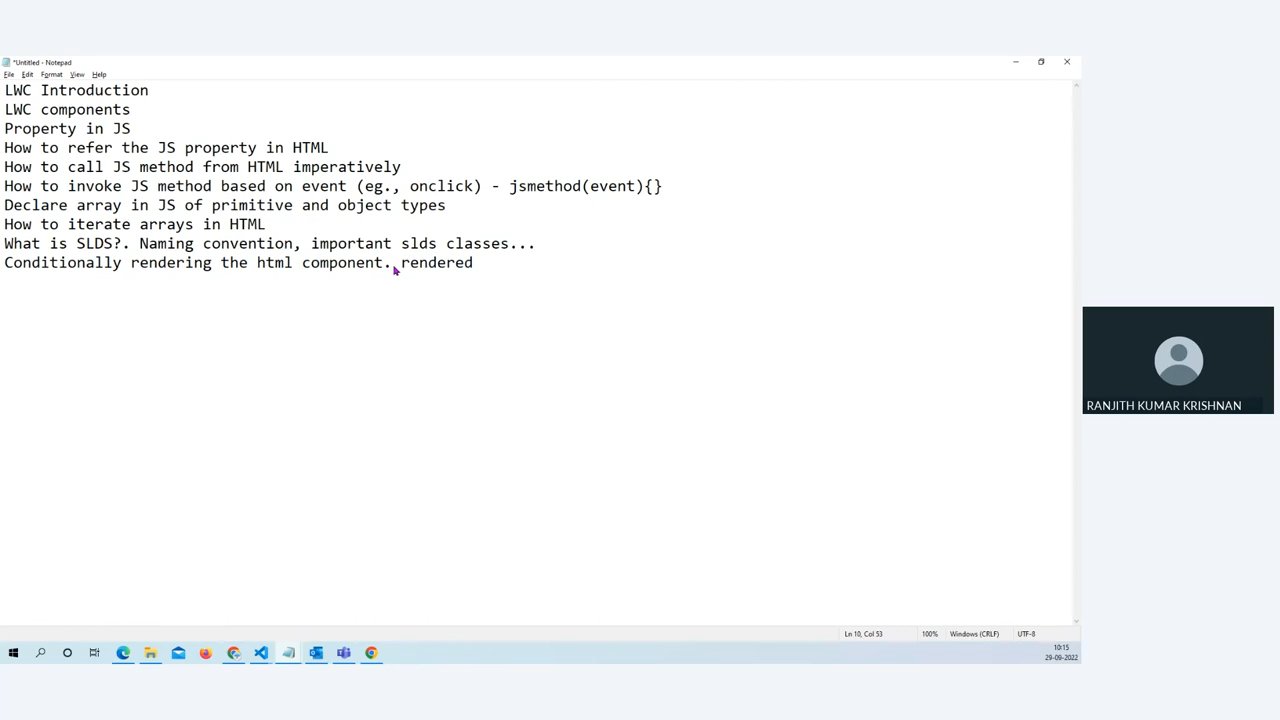 *Untitled - Notepad
File Edit Format View Help
LWC Introduction
LWC components
Property in JS
How to refer the JS property in HTML
How to call JS method from HTML imperatively
How to invoke JS method based on event (eg., onclick) - jsmethod(event){}
Declare array in JS of primitive and object types
How to iterate arrays in HTML
What is SLDS?. Naming convention, important slds classes...
Conditionally rendering the html component. rendered
RANJITH KUMAR KRISHNAN
Ln 10, Col 53 100% Windows (CRLF) UTF-8
10:15
29-09-2022